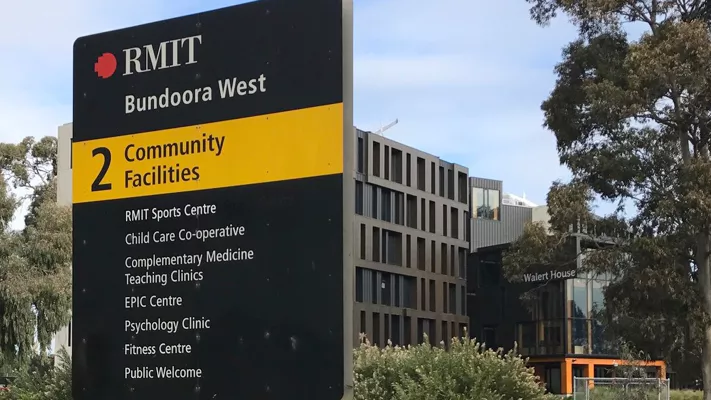 RMIT
Bundoora West
2 Community
Facilities
RMIT Sports Centre
Child Care Co-operative
Complementary Medicine
Teaching Clinics
EPIC Centre
Psychology Clinic
Fitness Centre
Public Welcome
Walert House